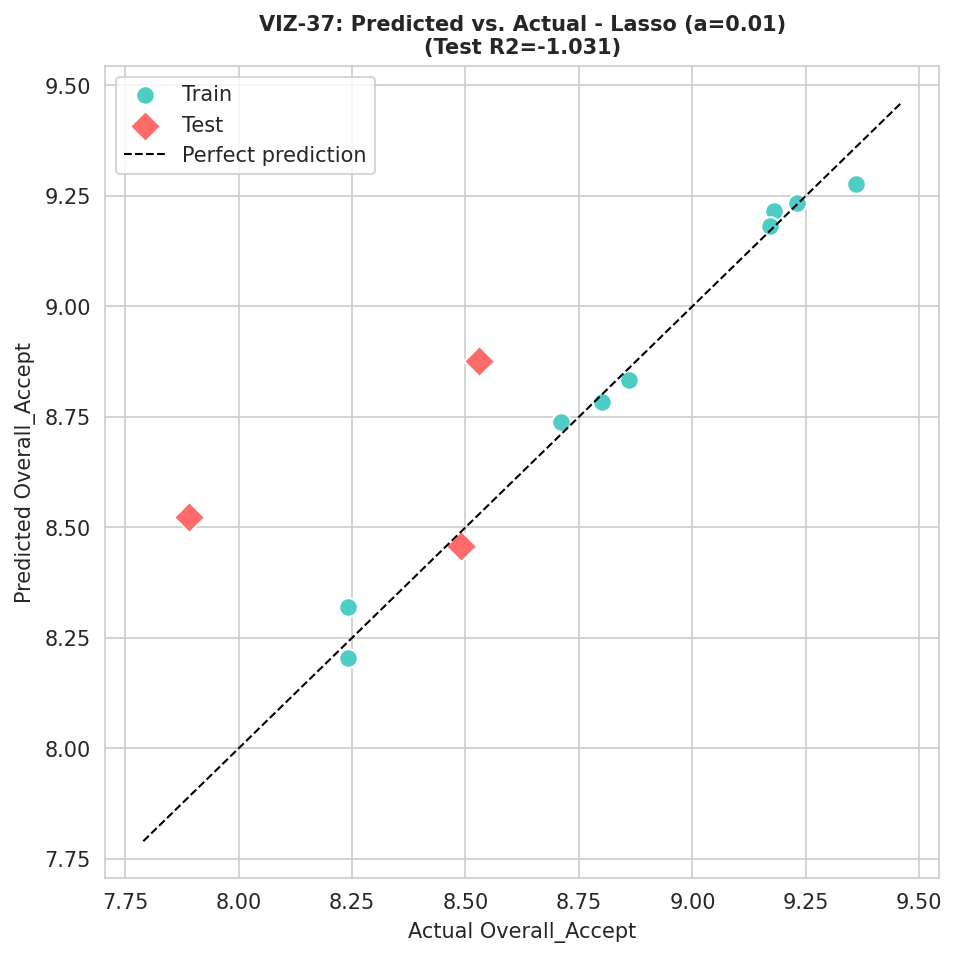 VIZ-37: Predicted vs. Actual - Lasso (a=0.01)
(Test R2=-1.031)
Train
Test
Perfect prediction
9.50
9.25
9.00
8.75
8.50
8.25
8.00
7.75
Predicted Overall_Accept
7.75 8.00 8.25 8.50 8.75 9.00 9.25 9.50
Actual Overall_Accept